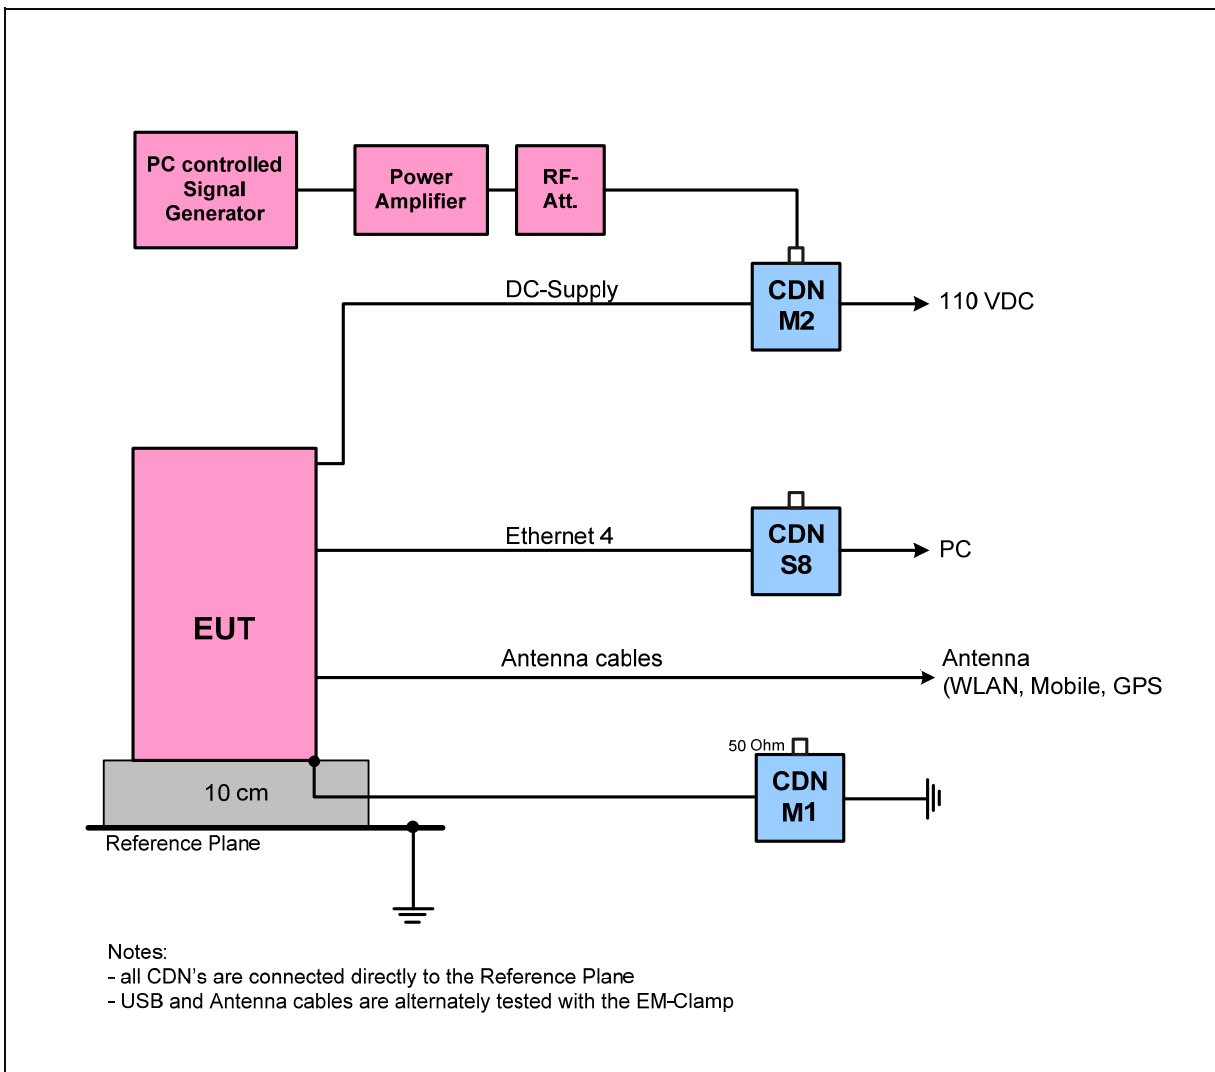 PC controlled
Signal
Generator
Power
Amplifier
RF-
Att.
CDN
M2
DC-Supply
110 VDC
CDN
S8
Ethernet 4
PC
EUT
Antenna cables
Antenna
(WLAN, Mobile, GPS
50 Ohm
CDN
M1
10 cm
Reference Plane
Notes:
- all CDN's are connected directly to the Reference Plane
- USB and Antenna cables are alternately tested with the EM-Clamp